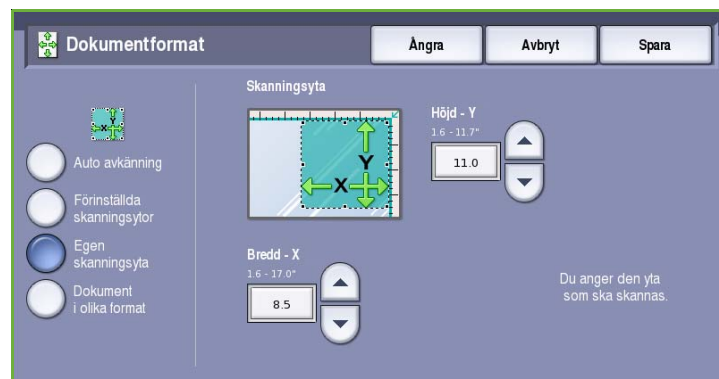 Dokumentformat
Ångra
Avbryt
Spara
Auto avkänning
Förinställda
skanningsytor
Egen
skanningsyta
Dokument
i olika format
Skanningsyta
Y
X
Höjd - Y
1.6 - 11.7"
11.0
Bredd - X
1.6 - 17.0"
8.5
Du anger den yta
som ska skannas.